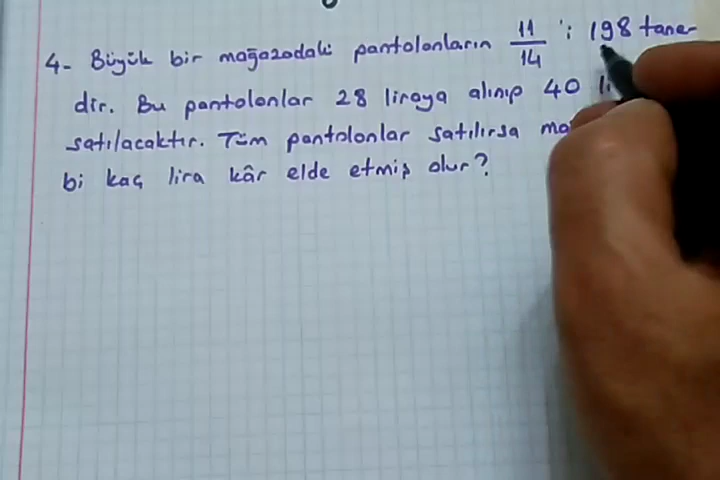 4- Büyük bir mağazadaki pantolonların 11/14 'i 198 tane-
dir. Bu pantolonlar 28 liraya alınıp 40
satılacaktır. Tüm pantolonlar satılırsa
bi kaç lira kâr elde etmiş olur?